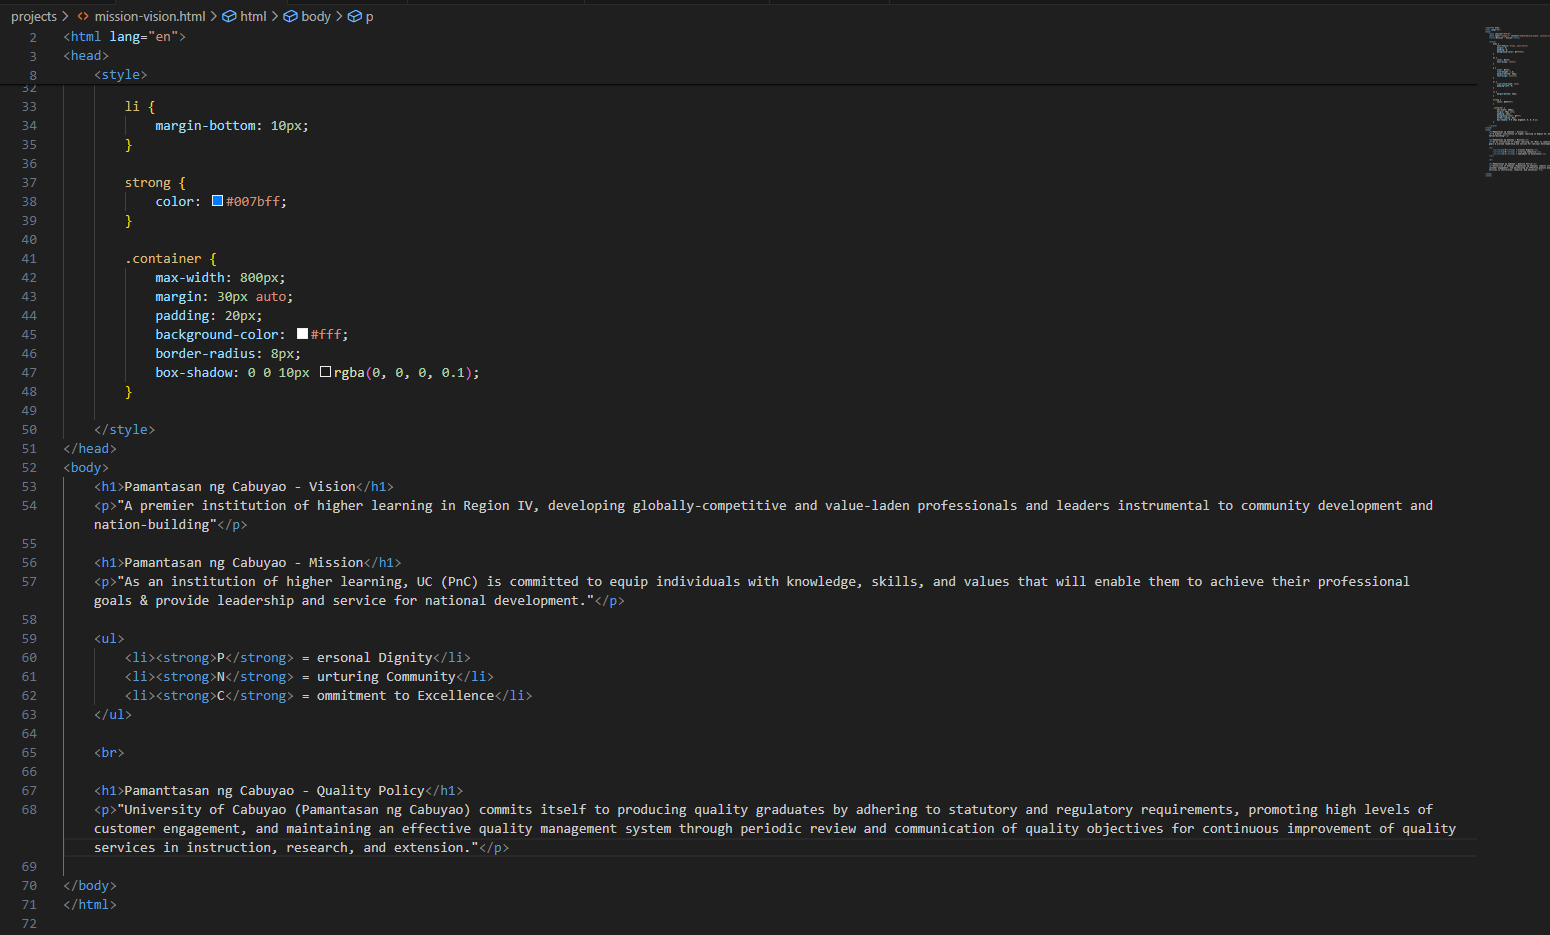 projects > <> mission-vision.html > html > body > p
2 <html lang="en">
3 <head>
8 <style>
32
33 li {
34 margin-bottom: 10px;
35 }
36
37 strong {
38 color: #007bff;
39 }
40
41 .container {
42 max-width: 800px;
43 margin: 30px auto;
44 padding: 20px;
45 background-color: #fff;
46 border-radius: 8px;
47 box-shadow: 0 0 10px rgba(0, 0, 0, 0.1);
48 }
49
50 </style>
51 </head>
52 <body>
53 <h1>Pamantasan ng Cabuyao - Vision</h1>
54 <p>"A premier institution of higher learning in Region IV, developing globally-competitive and value-laden professionals and leaders instrumental to community development and
nation-building"</p>
55
56 <h1>Pamantasan ng Cabuyao - Mission</h1>
57 <p>"As an institution of higher learning, UC (PnC) is committed to equip individuals with knowledge, skills, and values that will enable them to achieve their professional
goals & provide leadership and service for national development."</p>
58
59 <ul>
60 <li><strong>P</strong> = ersonal Dignity</li>
61 <li><strong>N</strong> = urturing Community</li>
62 <li><strong>C</strong> = ommitment to Excellence</li>
63 </ul>
64
65 <br>
66
67 <h1>Pamanttasan ng Cabuyao - Quality Policy</h1>
68 <p>"University of Cabuyao (Pamantasan ng Cabuyao) commits itself to producing quality graduates by adhering to statutory and regulatory requirements, promoting high levels of
customer engagement, and maintaining an effective quality management system through periodic review and communication of quality objectives for continuous improvement of quality
services in instruction, research, and extension."</p>
69
70 </body>
71 </html>
72